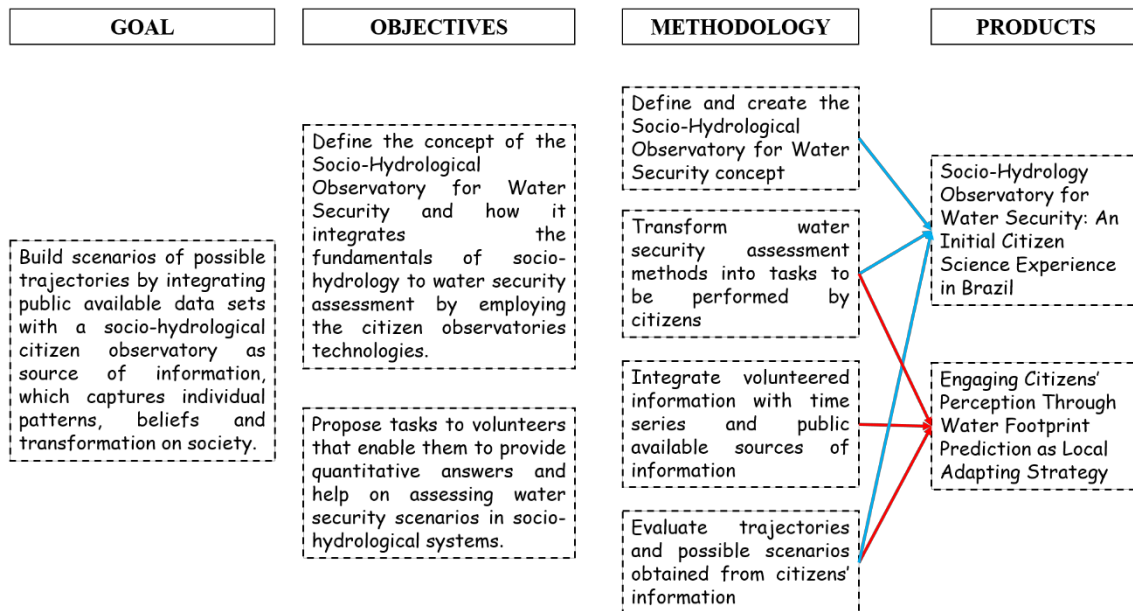 GOAL
Build scenarios of possible
trajectories by integrating
public available data sets
with a socio-hydrological
citizen observatory as
source of information,
which captures individual
patterns, beliefs and
transformation on society.
OBJECTIVES
Define the concept of the
Socio-Hydrological
Observatory for Water
Security and how it
integrates the
fundamentals of socio-
hydrology to water security
assessment by employing
the citizen observatories
technologies.
Propose tasks to volunteers
that enable them to provide
quantitative answers and
help on assessing water
security scenarios in socio-
hydrological systems.
METHODOLOGY
Define and create the
Socio-Hydrological
Observatory for Water
Security concept
Transform water
security assessment
methods into tasks to
be performed by
citizens
Integrate volunteered
information with time
series and public
available sources of
information
Evaluate trajectories
and possible scenarios
obtained from citizens'
information
PRODUCTS
Socio-Hydrology
Observatory for
Water Security: An
Initial Citizen
Science Experience
in Brazil
Engaging Citizens'
Perception Through
Water Footprint
Prediction as Local
Adapting Strategy